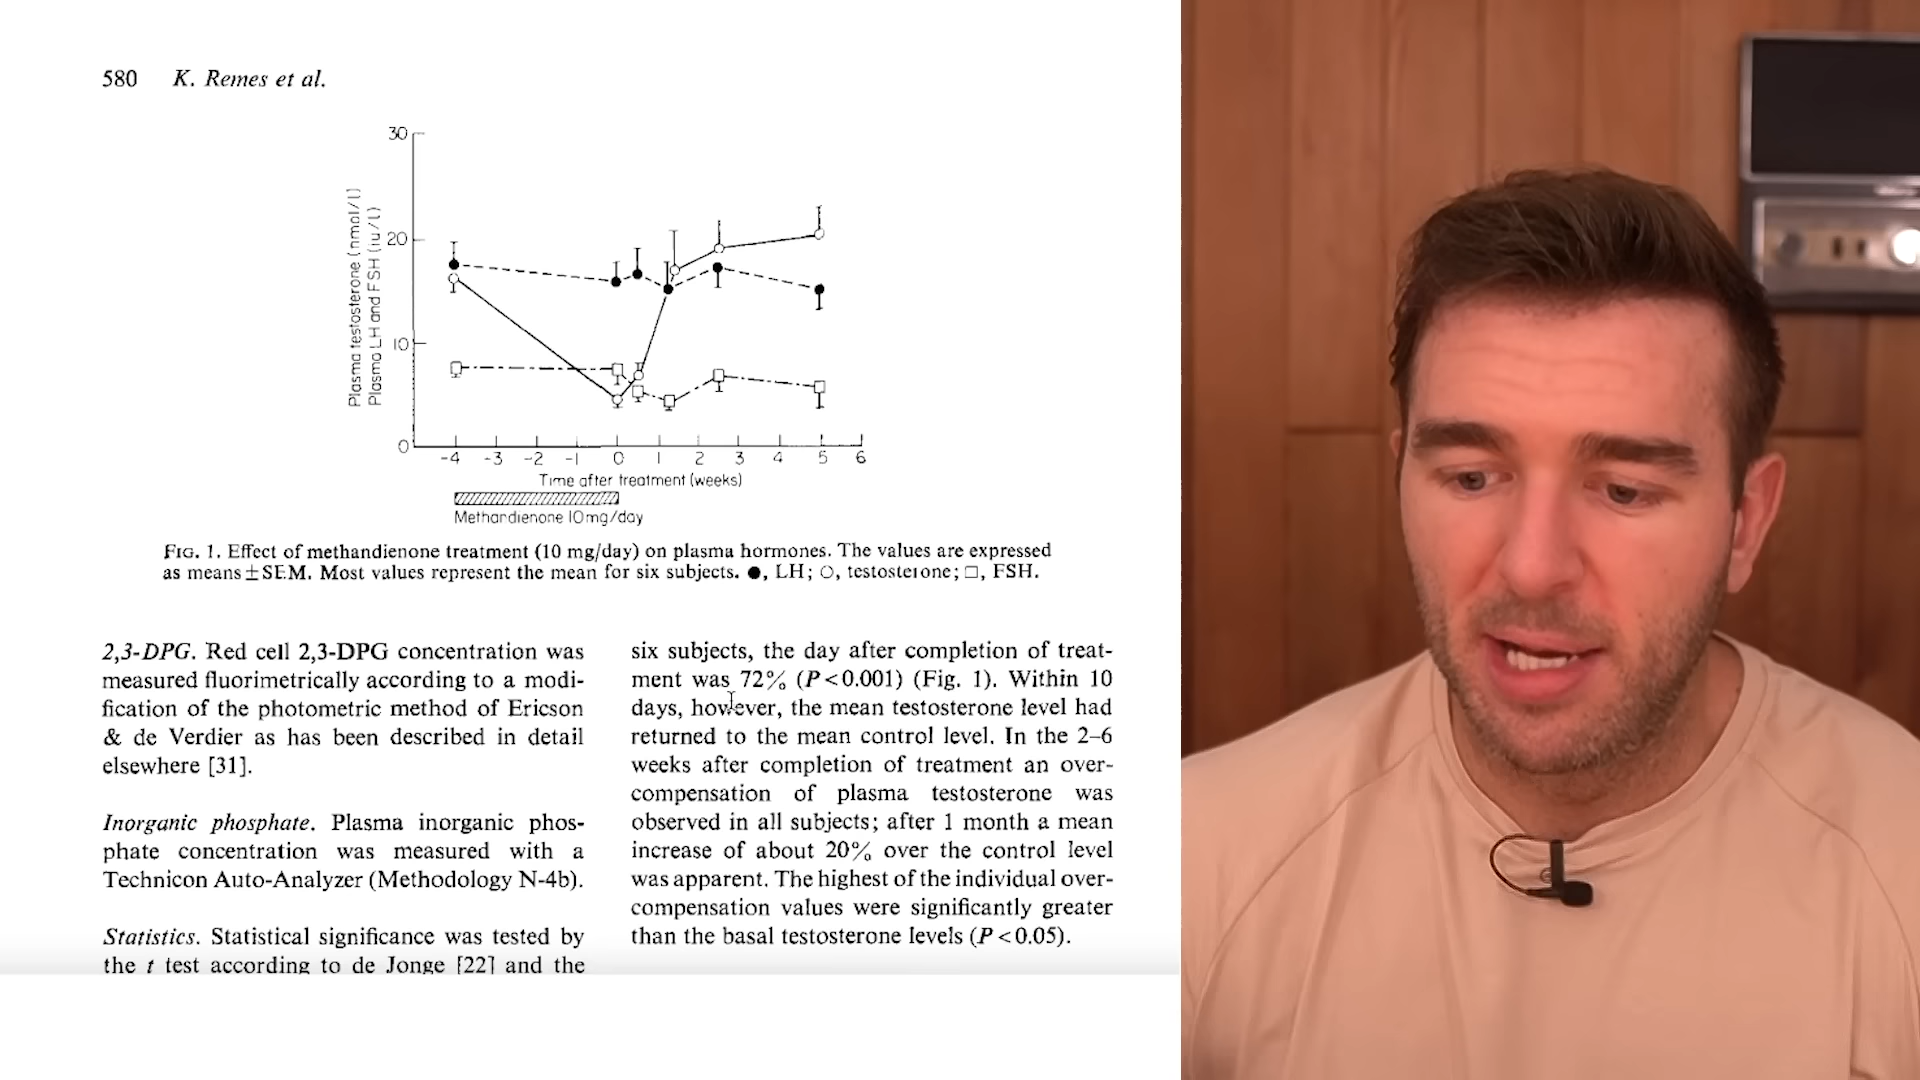 580 K. Remes et al.
30
20
10
0
Plasma testosterone (nmol/l)
Plasma LH and FSH (iu/l)
-4 -3 -2 -1 0 1 2 3 4 5 6
Time after treatment (weeks)
Methandienone 10mg/day
FIG. 1. Effect of methandienone treatment (10 mg/day) on plasma hormones. The values are expressed
as means ± SEM. Most values represent the mean for six subjects. ●, LH; ○, testosterone; □, FSH.
2,3-DPG. Red cell 2,3-DPG concentration was
measured fluorimetrically according to a modi-
fication of the photometric method of Ericson
& de Verdier as has been described in detail
elsewhere [31].
Inorganic phosphate. Plasma inorganic phos-
phate concentration was measured with a
Technicon Auto-Analyzer (Methodology N-4b).
Statistics. Statistical significance was tested by
the t test according to de Jonge [22] and the
six subjects, the day after completion of treat-
ment was 72% (P<0.001) (Fig. 1). Within 10
days, however, the mean testosterone level had
returned to the mean control level. In the 2–6
weeks after completion of treatment an over-
compensation of plasma testosterone was
observed in all subjects; after 1 month a mean
increase of about 20% over the control level
was apparent. The highest of the individual over-
compensation values were significantly greater
than the basal testosterone levels (P<0.05).